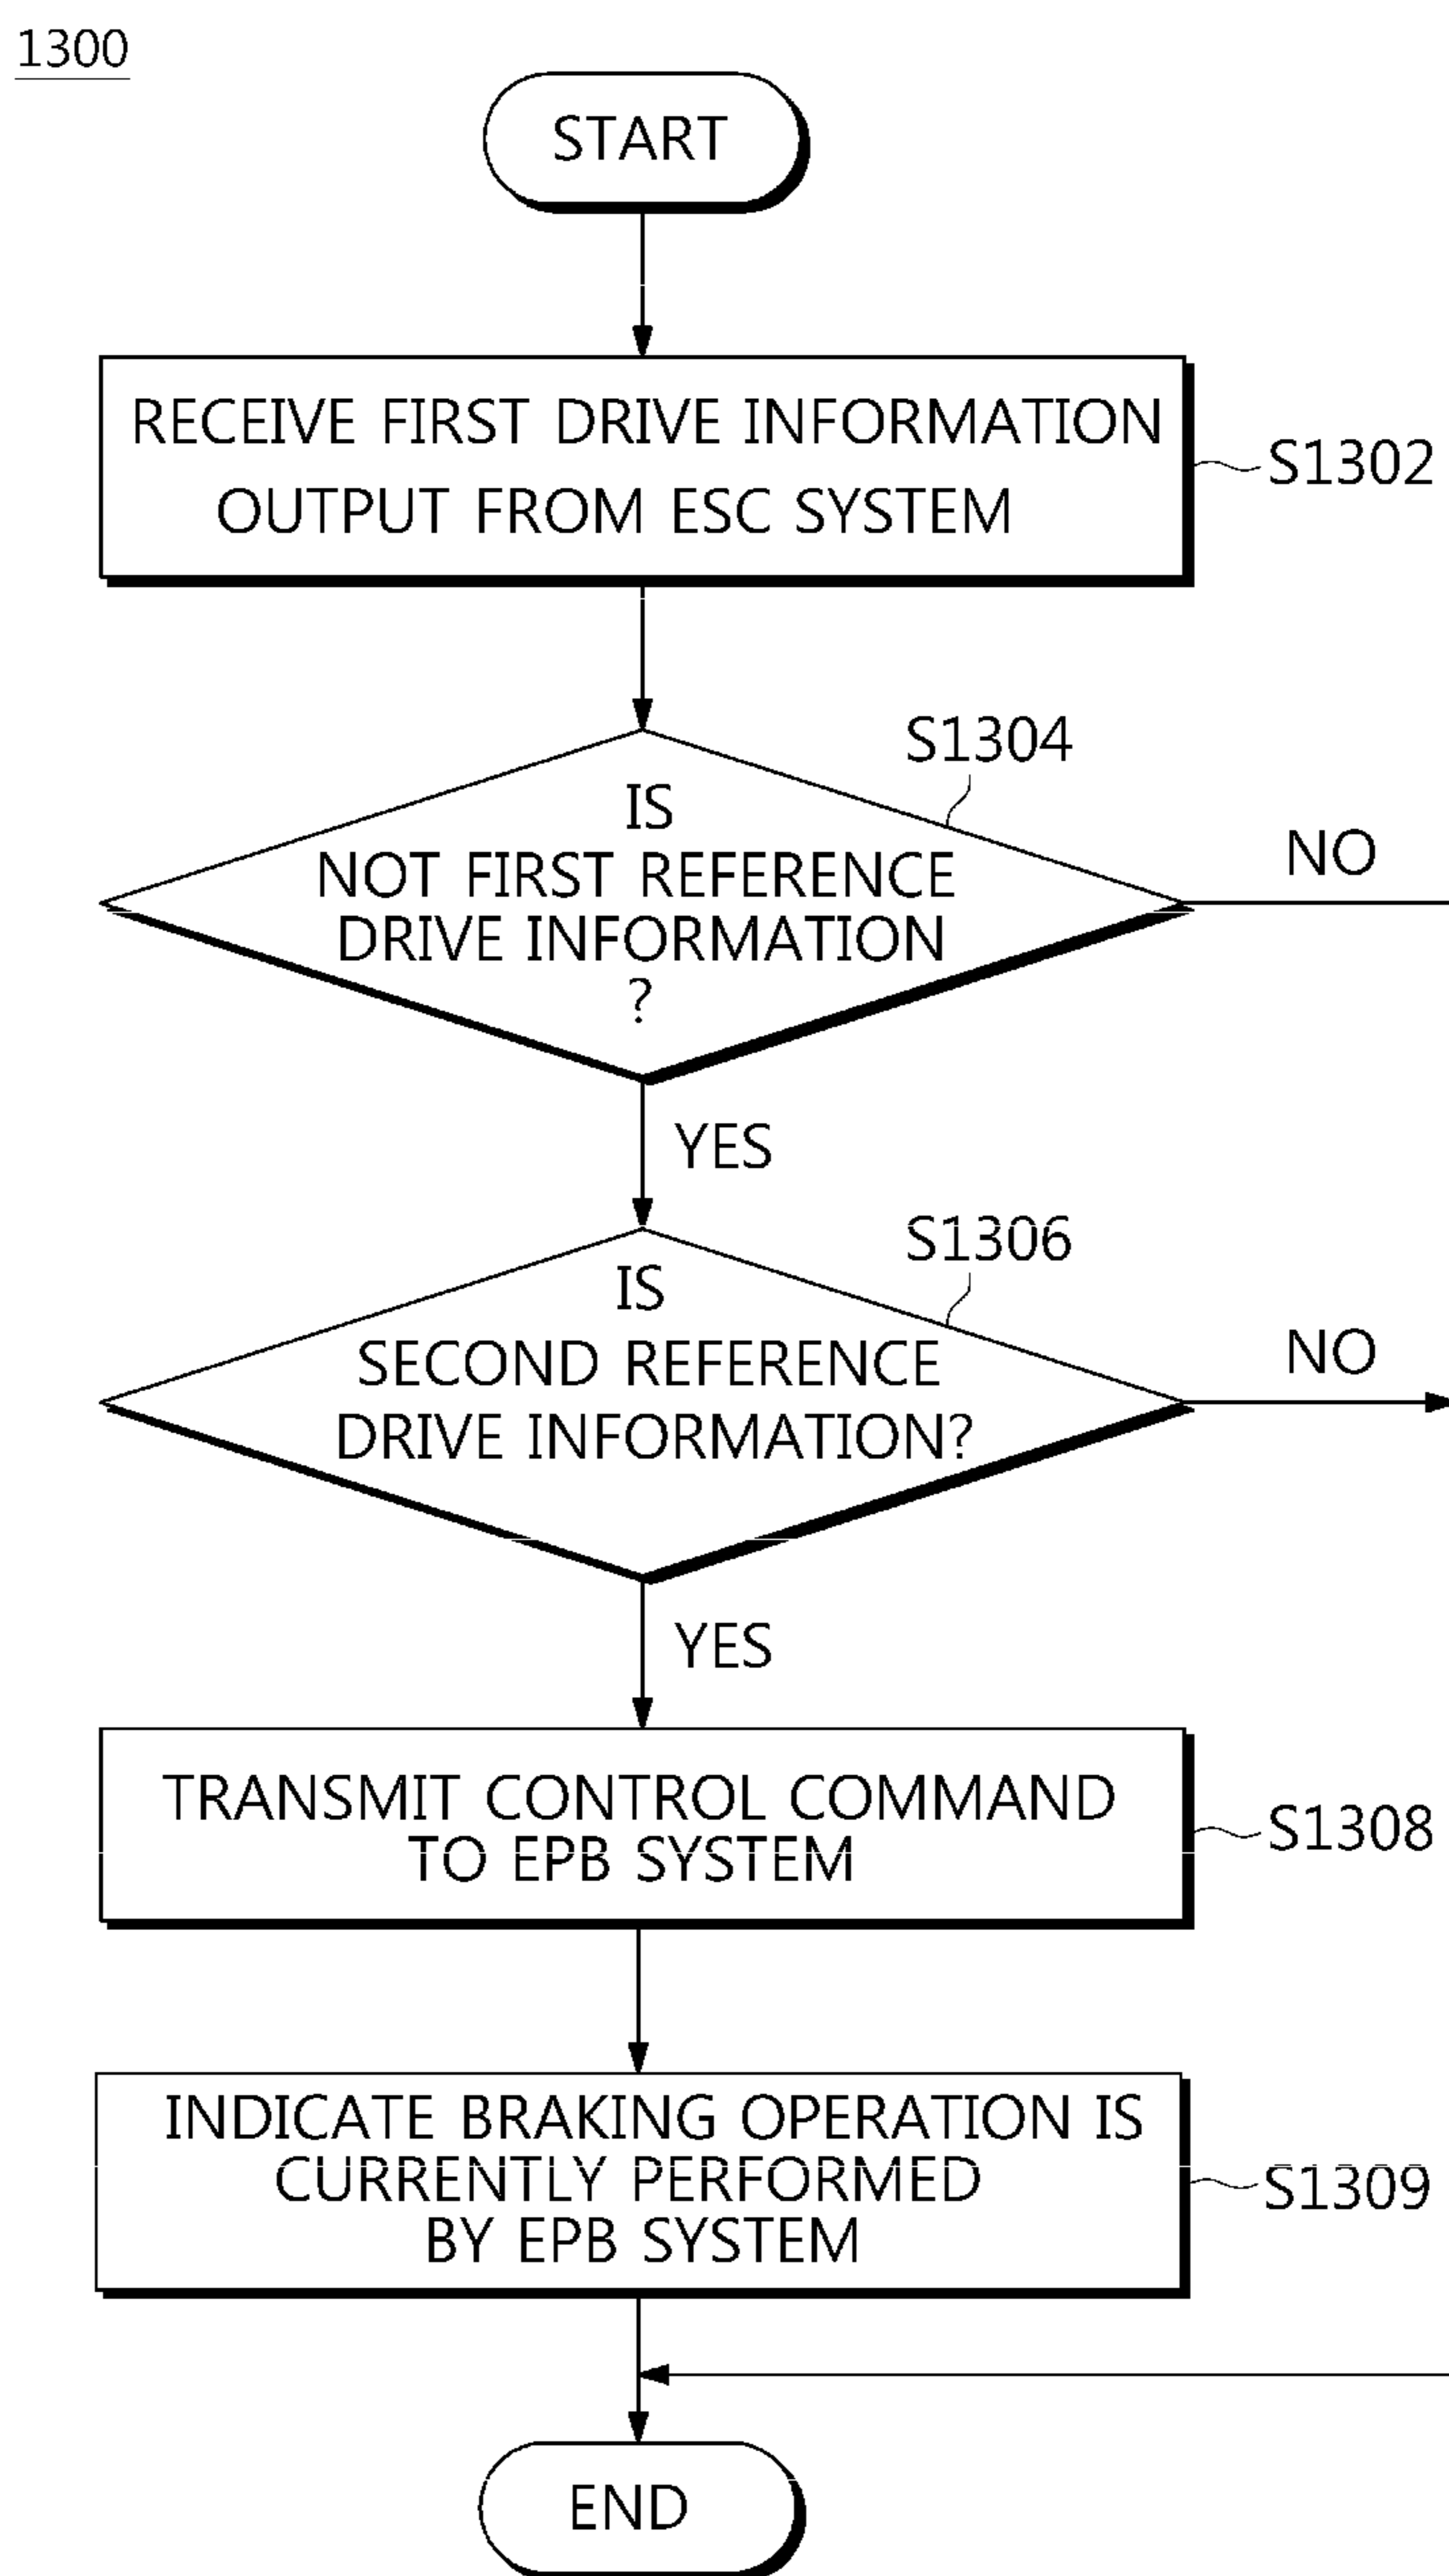 1300
START
RECEIVE FIRST DRIVE INFORMATION
OUTPUT FROM ESC SYSTEM
S1302
S1304
IS
NOT FIRST REFERENCE
DRIVE INFORMATION
?
NO
YES
S1306
IS
SECOND REFERENCE
DRIVE INFORMATION?
NO
YES
TRANSMIT CONTROL COMMAND
TO EPB SYSTEM
S1308
INDICATE BRAKING OPERATION IS
CURRENTLY PERFORMED
BY EPB SYSTEM
S1309
END